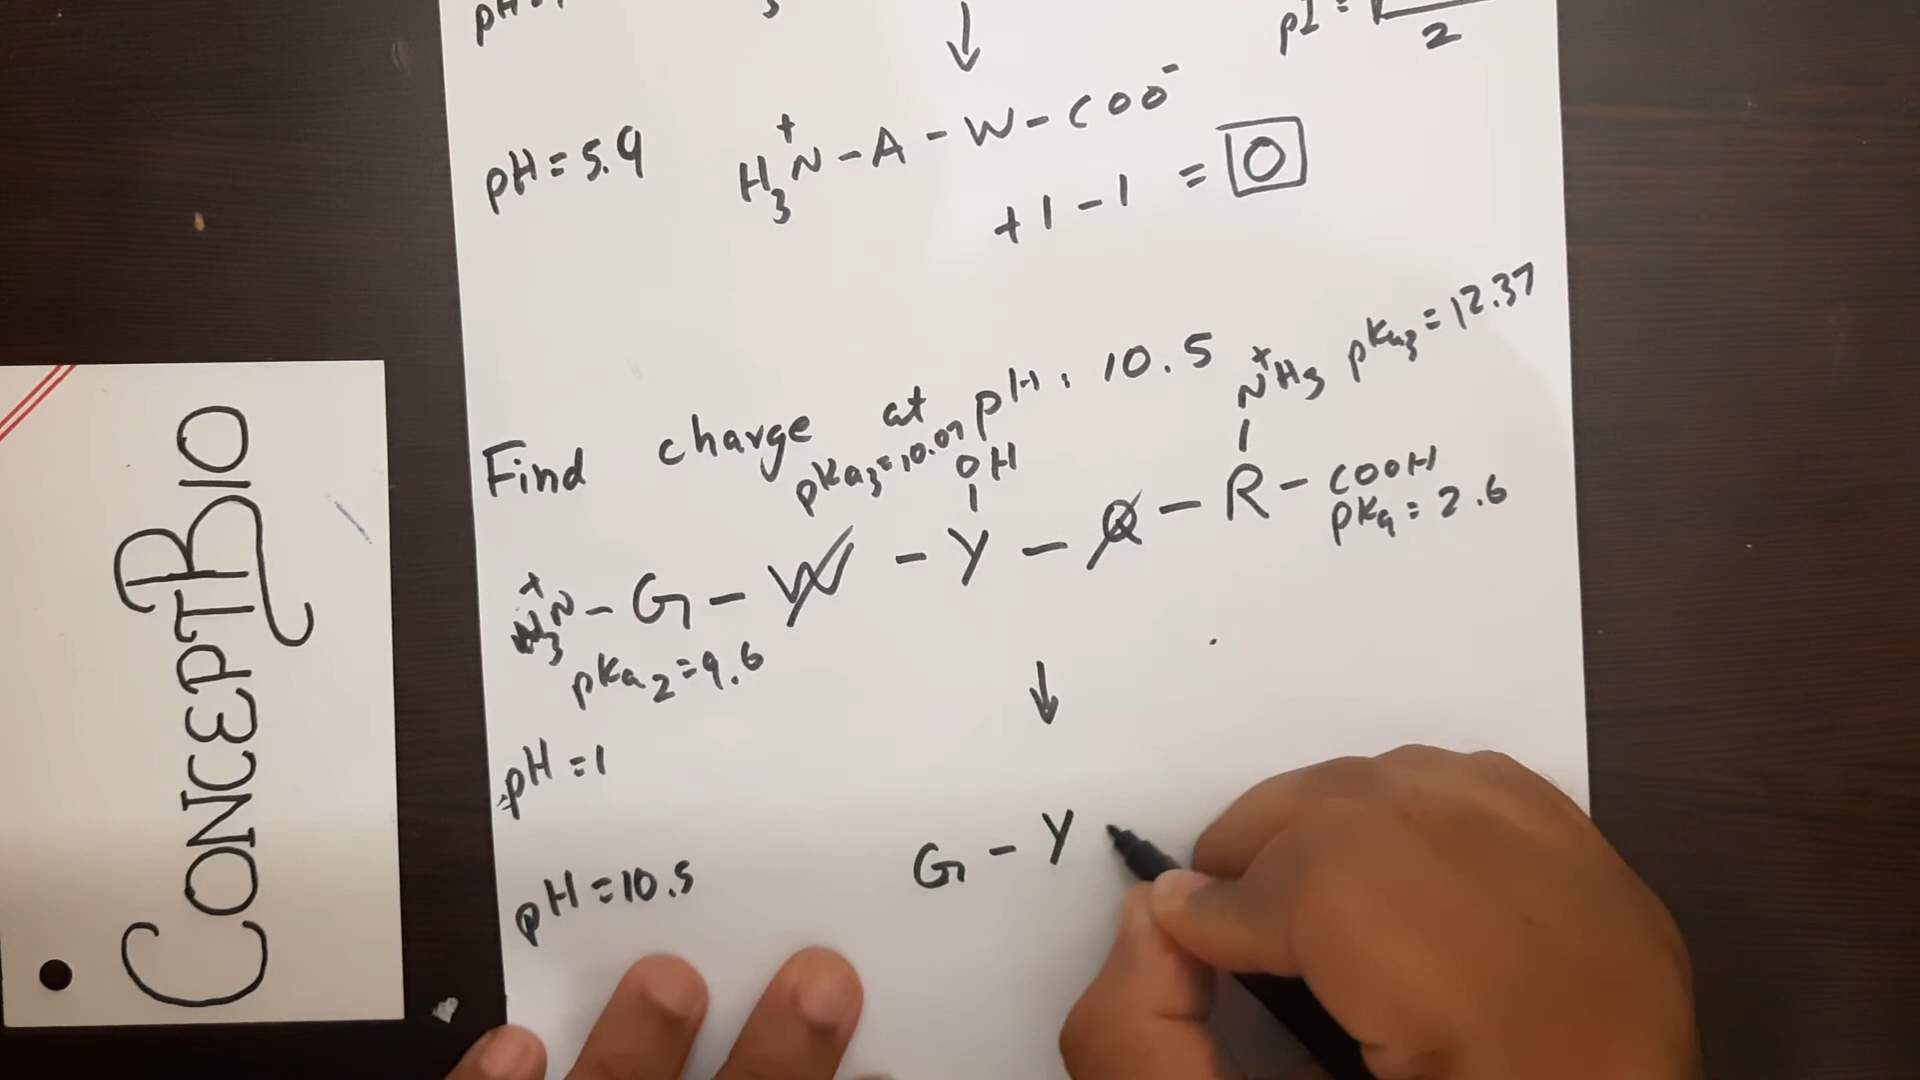 pI =
2
pH = 5.9
H3N+ - A - W - COO-
+1 - 1 = 0
Find charge at pH : 10.5
pKa3 = 10.07
OH
N+H3 pKa3 = 12.37
H3N+ - G - W - Y - Q - R - COOH
pKa2 = 9.6
pKa = 2.6
pH = 1
pH = 10.5
G - Y
CONCEPTBIO